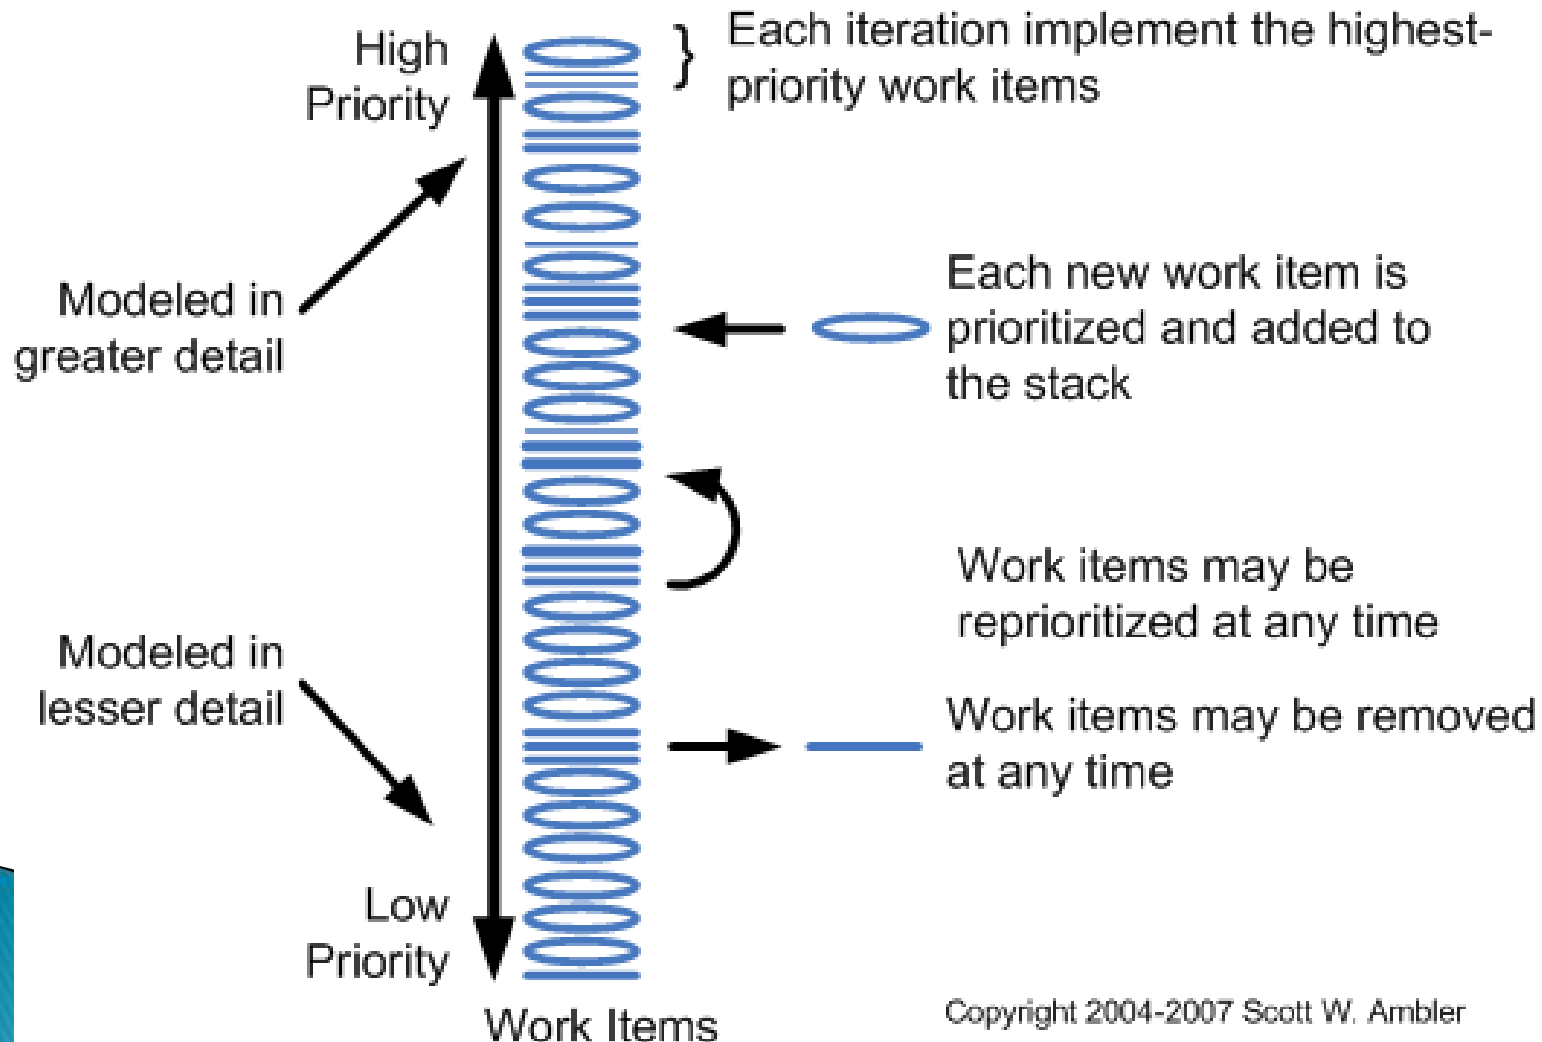 High
Priority
Each iteration implement the highest-
priority work items
Modeled in
greater detail
Each new work item is
prioritized and added to
the stack
Work items may be
reprioritized at any time
Modeled in
lesser detail
Work items may be removed
at any time
Low
Priority
Work Items
Copyright 2004-2007 Scott W. Ambler